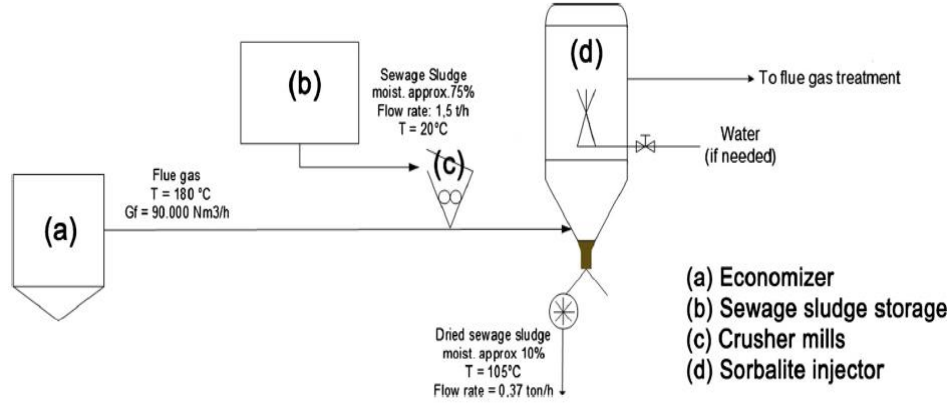 (a)
Flue gas
T = 180 °C
Gf = 90.000 Nm3/h
(b)
Sewage Sludge
moist. approx.75%
Flow rate: 1,5 t/h
T = 20°C
(c)
(d)
To flue gas treatment
Water
(if needed)
Dried sewage sludge
moist. approx 10%
T = 105°C
Flow rate = 0,37 ton/h
(a) Economizer
(b) Sewage sludge storage
(c) Crusher mills
(d) Sorbalite injector